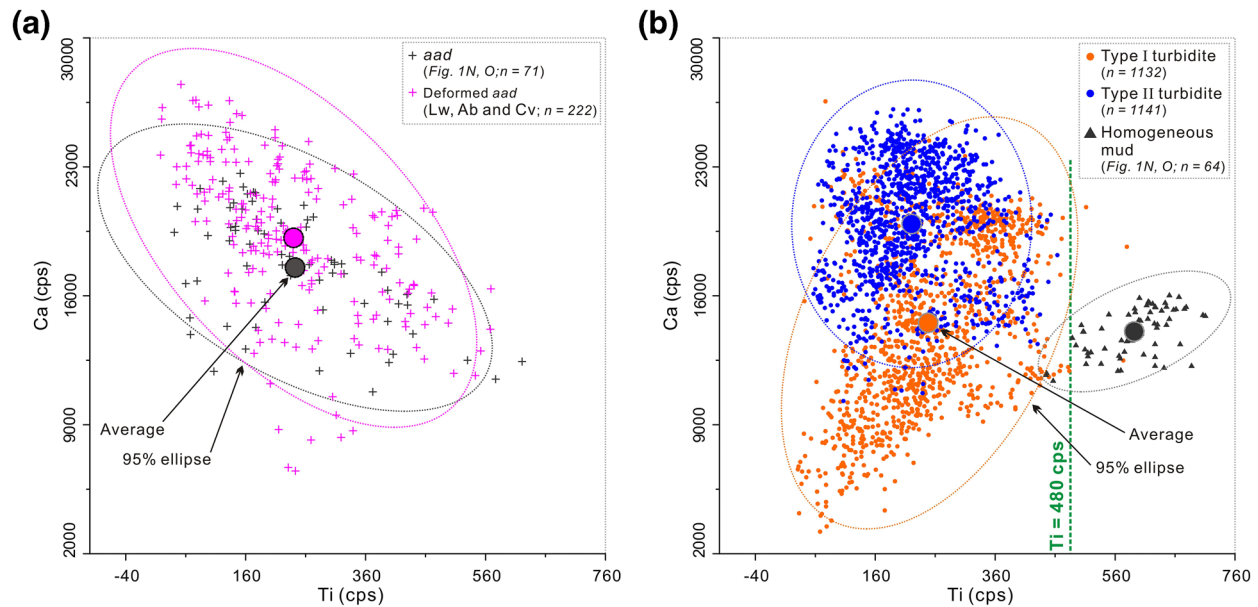 (a)
30000
23000
16000
9000
2000
Ca (cps)
-40
160
360
560
760
Ti (cps)
aad
(Fig. 1N, O;n = 71)
Deformed aad
(Lw, Ab and Cv; n = 222)
Average
95% ellipse
(b)
30000
23000
16000
9000
2000
Ca (cps)
-40
160
360
560
760
Ti (cps)
Type I turbidite
(n = 1132)
Type II turbidite
(n = 1141)
Homogeneous
mud
(Fig. 1N, O; n = 64)
Average
95% ellipse
Ti = 480 cps